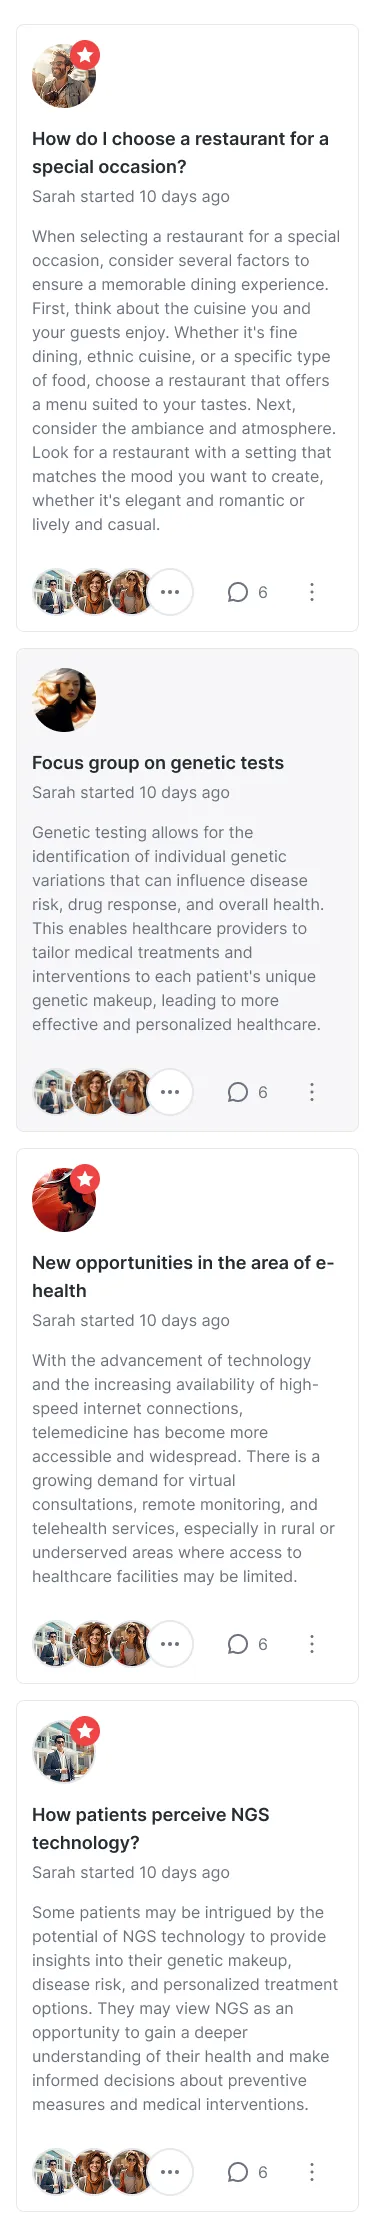 How do I choose a restaurant for a
special occasion?
Sarah started 10 days ago
When selecting a restaurant for a special
occasion, consider several factors to
ensure a memorable dining experience.
First, think about the cuisine you and
your guests enjoy. Whether it's fine
dining, ethnic cuisine, or a specific type
of food, choose a restaurant that offers
a menu suited to your tastes. Next,
consider the ambiance and atmosphere.
Look for a restaurant with a setting that
matches the mood you want to create,
whether it's elegant and romantic or
lively and casual.
6
Focus group on genetic tests
Sarah started 10 days ago
Genetic testing allows for the
identification of individual genetic
variations that can influence disease
risk, drug response, and overall health.
This enables healthcare providers to
tailor medical treatments and
interventions to each patient's unique
genetic makeup, leading to more
effective and personalized healthcare.
6
New opportunities in the area of e-
health
Sarah started 10 days ago
With the advancement of technology
and the increasing availability of high-
speed internet connections,
telemedicine has become more
accessible and widespread. There is a
growing demand for virtual
consultations, remote monitoring, and
telehealth services, especially in rural or
underserved areas where access to
healthcare facilities may be limited.
6
How patients perceive NGS
technology?
Sarah started 10 days ago
Some patients may be intrigued by the
potential of NGS technology to provide
insights into their genetic makeup,
disease risk, and personalized treatment
options. They may view NGS as an
opportunity to gain a deeper
understanding of their health and make
informed decisions about preventive
measures and medical interventions.
6